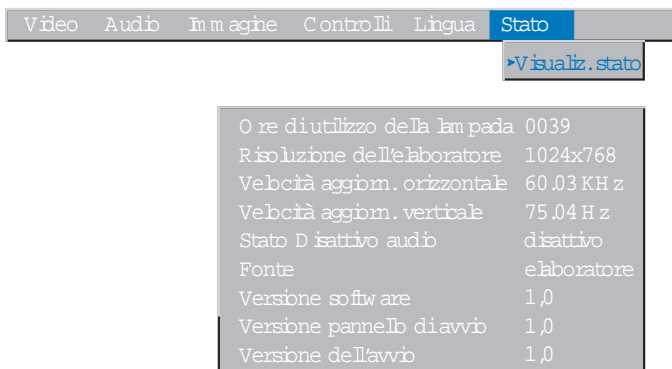 Video Audio Immagine Controlli Lingua Stato
➤Visualiz.stato
Ore di utilizzo della lampada 0039
Risoluzione dell'elaboratore 1024x768
Velocità aggiorn. orizzontale 60.03 KHz
Velocità aggiorn. verticale 75.04 Hz
Stato Disattivo audio disattivo
Fonte elaboratore
Versione software 1,0
Versione pannello di avvio 1,0
Versione dell'avvio 1,0